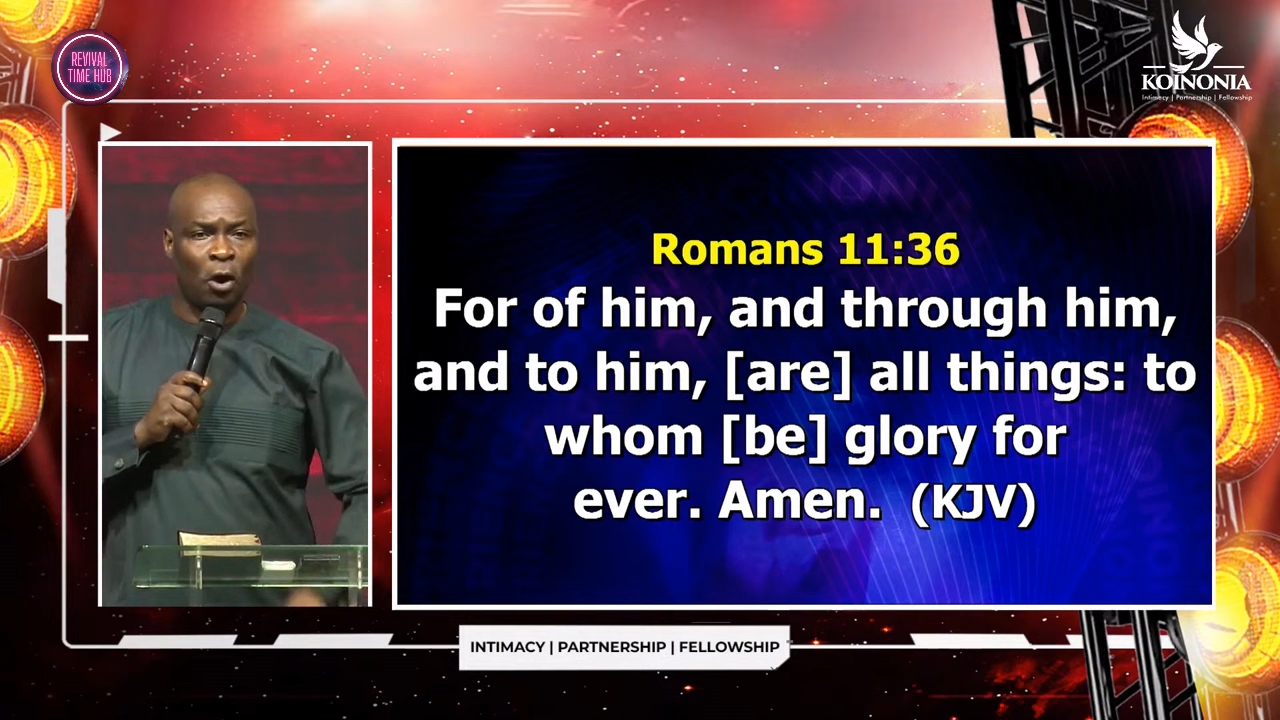 REVIVAL
TIME HUB
KOINONIA
Intimacy | Partnership | Fellowship
Romans 11:36
For of him, and through him,
and to him, [are] all things: to
whom [be] glory for
ever. Amen. (KJV)
INTIMACY | PARTNERSHIP | FELLOWSHIP